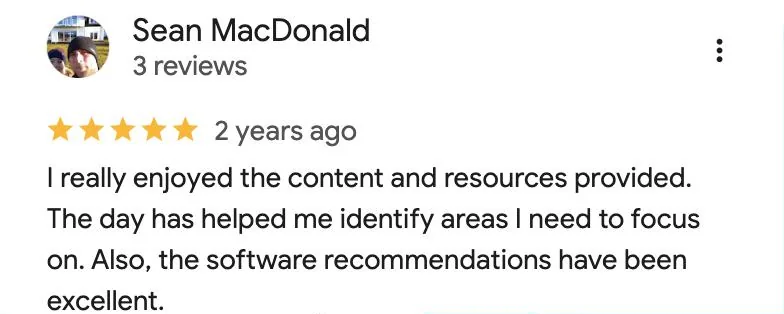 Sean MacDonald
3 reviews
2 years ago
I really enjoyed the content and resources provided.
The day has helped me identify areas I need to focus
on. Also, the software recommendations have been
excellent.